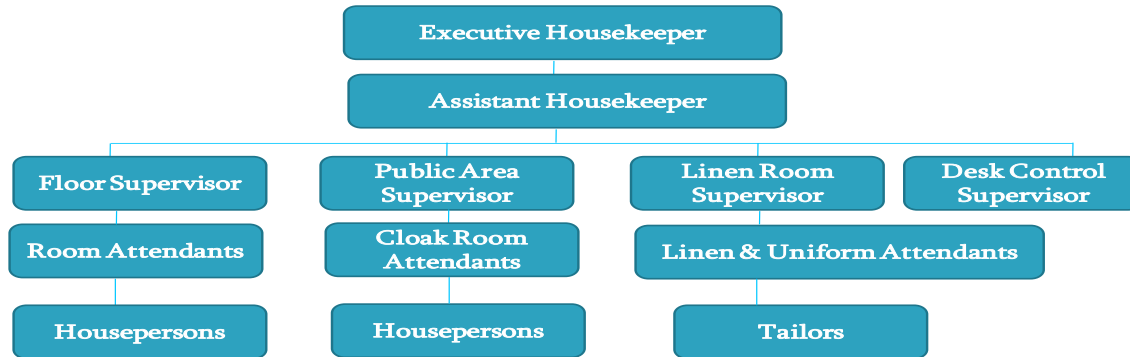 Executive Housekeeper
Assistant Housekeeper
Floor Supervisor
Public Area
Supervisor
Linen Room
Supervisor
Desk Control
Supervisor
Room Attendants
Cloak Room
Attendants
Linen & Uniform Attendants
Housepersons
Housepersons
Tailors